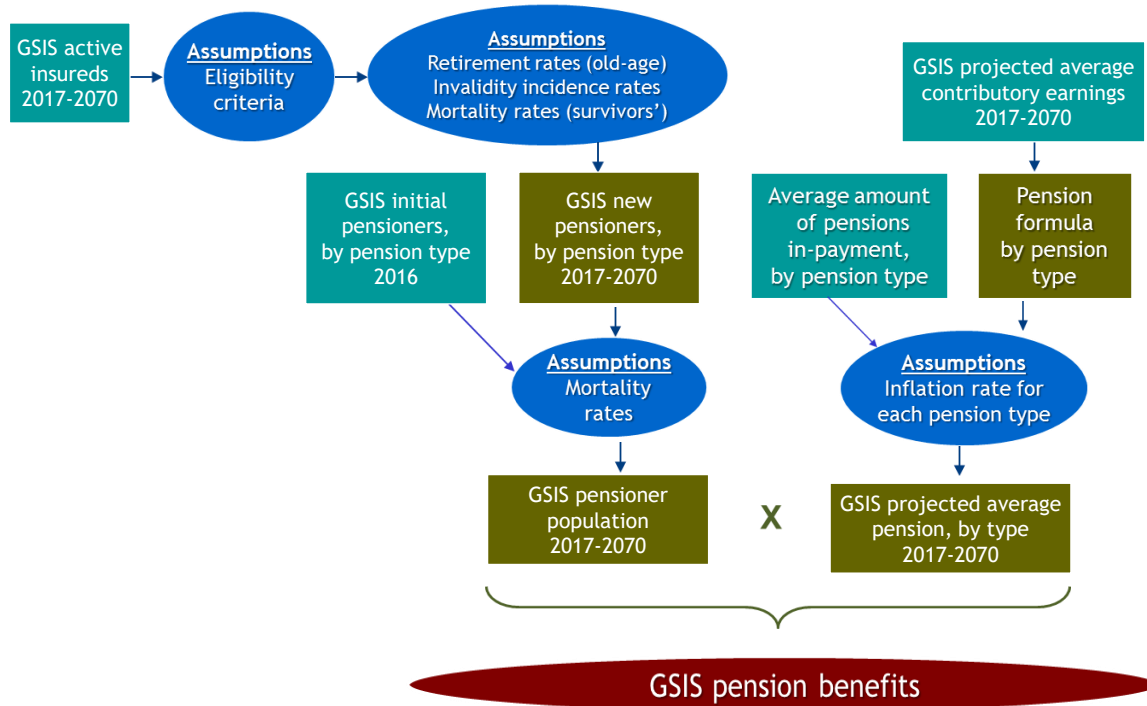 GSIS active
insureds
2017-2070
Assumptions
Eligibility
criteria
Assumptions
Retirement rates (old-age)
Invalidity incidence rates
Mortality rates (survivors’)
GSIS projected average
contributory earnings
2017-2070
GSIS initial
pensioners,
by pension type
2016
GSIS new
pensioners,
by pension type
2017-2070
Average amount
of pensions
in-payment,
by pension type
Pension
formula
by pension
type
Assumptions
Mortality
rates
Assumptions
Inflation rate for
each pension type
GSIS pensioner
population
2017-2070
X
GSIS projected average
pension, by type
2017-2070
GSIS pension benefits